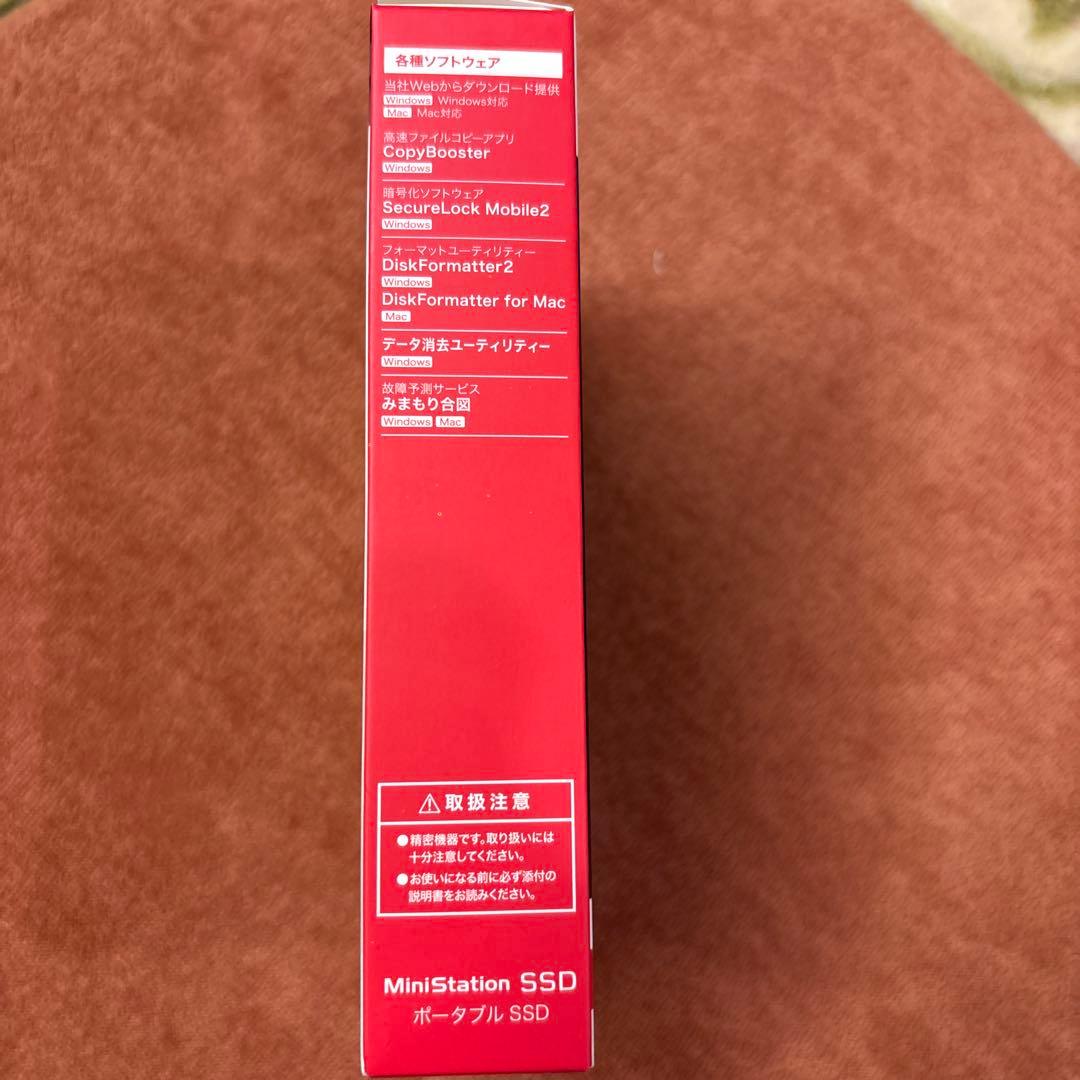 各種ソフトウェア
当社Webからダウンロード提供
Windows Windows対応
Mac Mac対応
高速ファイルコピーアプリ
CopyBooster
Windows
暗号化ソフトウェア
SecureLock Mobile2
Windows
フォーマットユーティリティー
DiskFormatter2
Windows
DiskFormatter for Mac
Mac
データ消去ユーティリティー
Windows
故障予測サービス
みまもり合図
Windows Mac
⚠取扱注意
●精密機器です。取り扱いには
十分注意してください。
●お使いになる前に必ず添付の
説明書をお読みください。
MiniStation SSD
ポータブル SSD